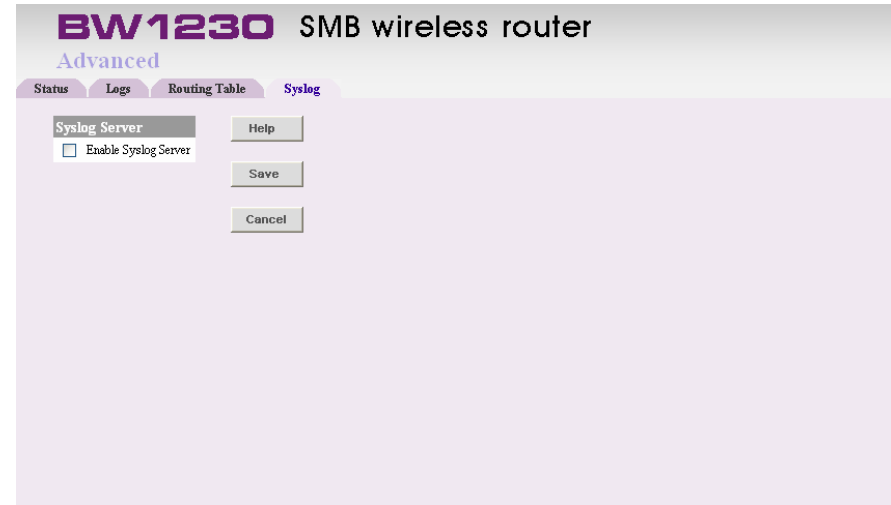 BW1230 SMB wireless router
Advanced
Status Logs Routing Table Syslog
Syslog Server Help
Enable Syslog Server
Save
Cancel